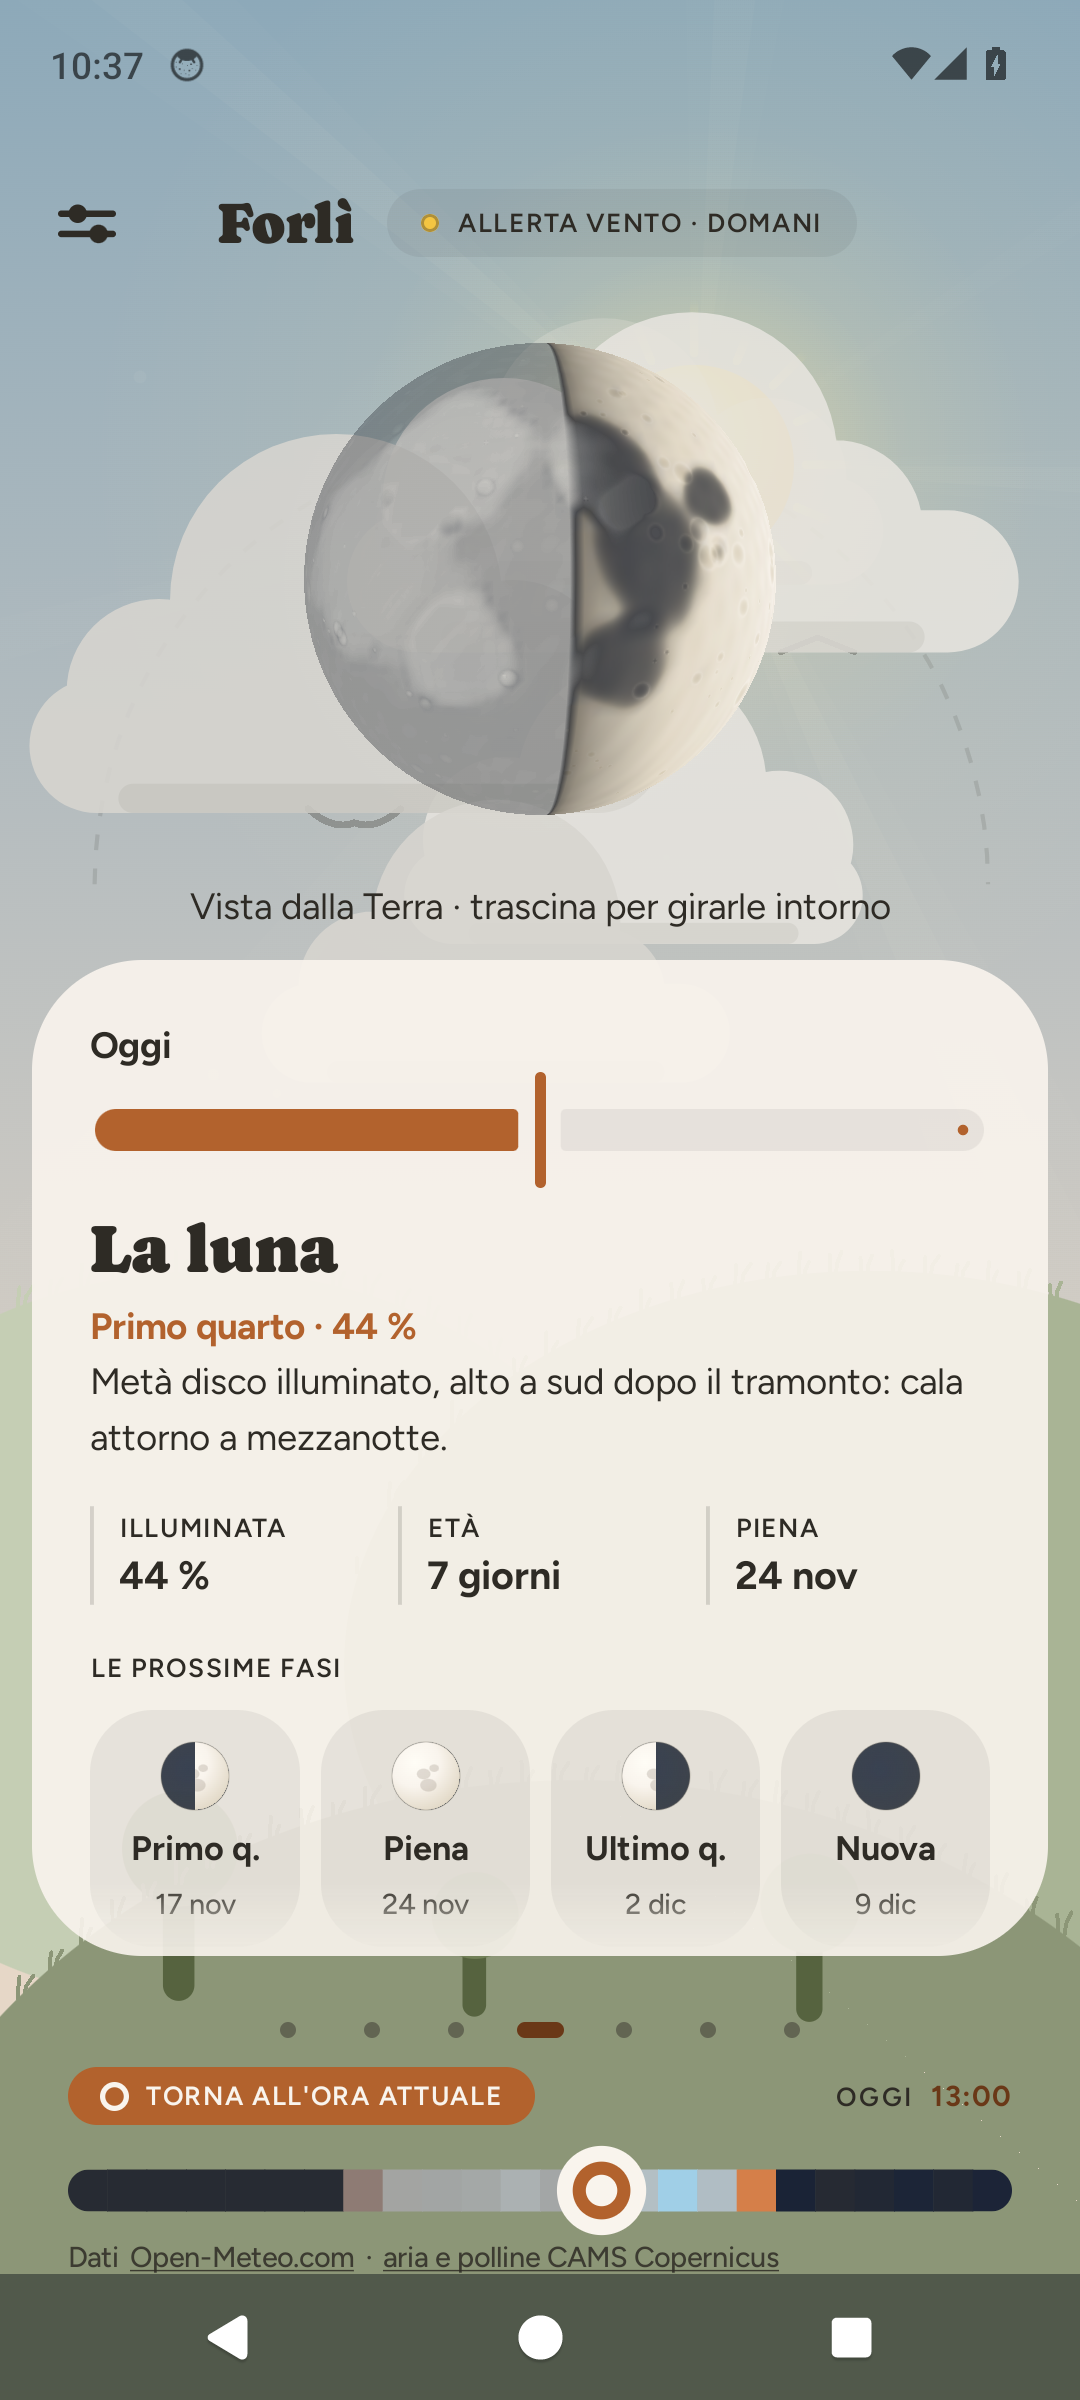 10:37
Forlì
ALLERTA VENTO · DOMANI
Vista dalla Terra · trascina per girarle intorno
Oggi
La luna
Primo quarto · 44 %
Metà disco illuminato, alto a sud dopo il tramonto: cala
attorno a mezzanotte.
ILLUMINATA
44 %
ETÀ
7 giorni
PIENA
24 nov
LE PROSSIME FASI
Primo q.
17 nov
Piena
24 nov
Ultimo q.
2 dic
Nuova
9 dic
TORNA ALL'ORA ATTUALE
OGGI 13:00
Dati Open-Meteo.com · aria e polline CAMS Copernicus